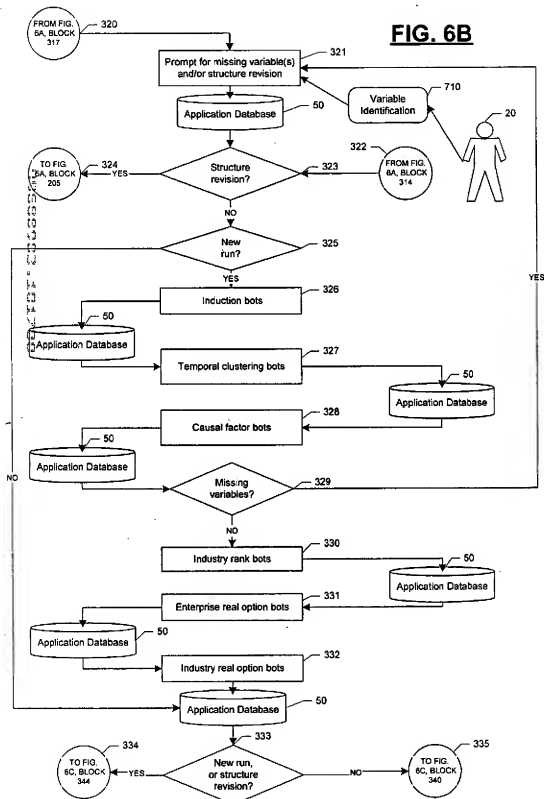 FIG. 6B
FROM FIG.
6A, BLOCK
317
320
Prompt for missing variable(s)
and/or structure revision
321
50
Application Database
Variable
Identification
710
20
TO FIG.
6A, BLOCK
205
324
YES
Structure
revision?
323
322
FROM FIG.
6A, BLOCK
314
NO
New
run?
325
YES
YES
Induction bots
326
50
Application Database
Temporal clustering bots
327
50
Application Database
Causal factor bots
328
50
Application Database
NO
Missing
variables?
329
NO
Industry rank bots
330
50
Application Database
Enterprise real option bots
331
Application Database
50
Industry real option bots
332
Application Database
50
333
334
TO FIG.
6C, BLOCK
344
YES
New run,
or structure
revision?
NO
335
TO FIG.
6C, BLOCK
340